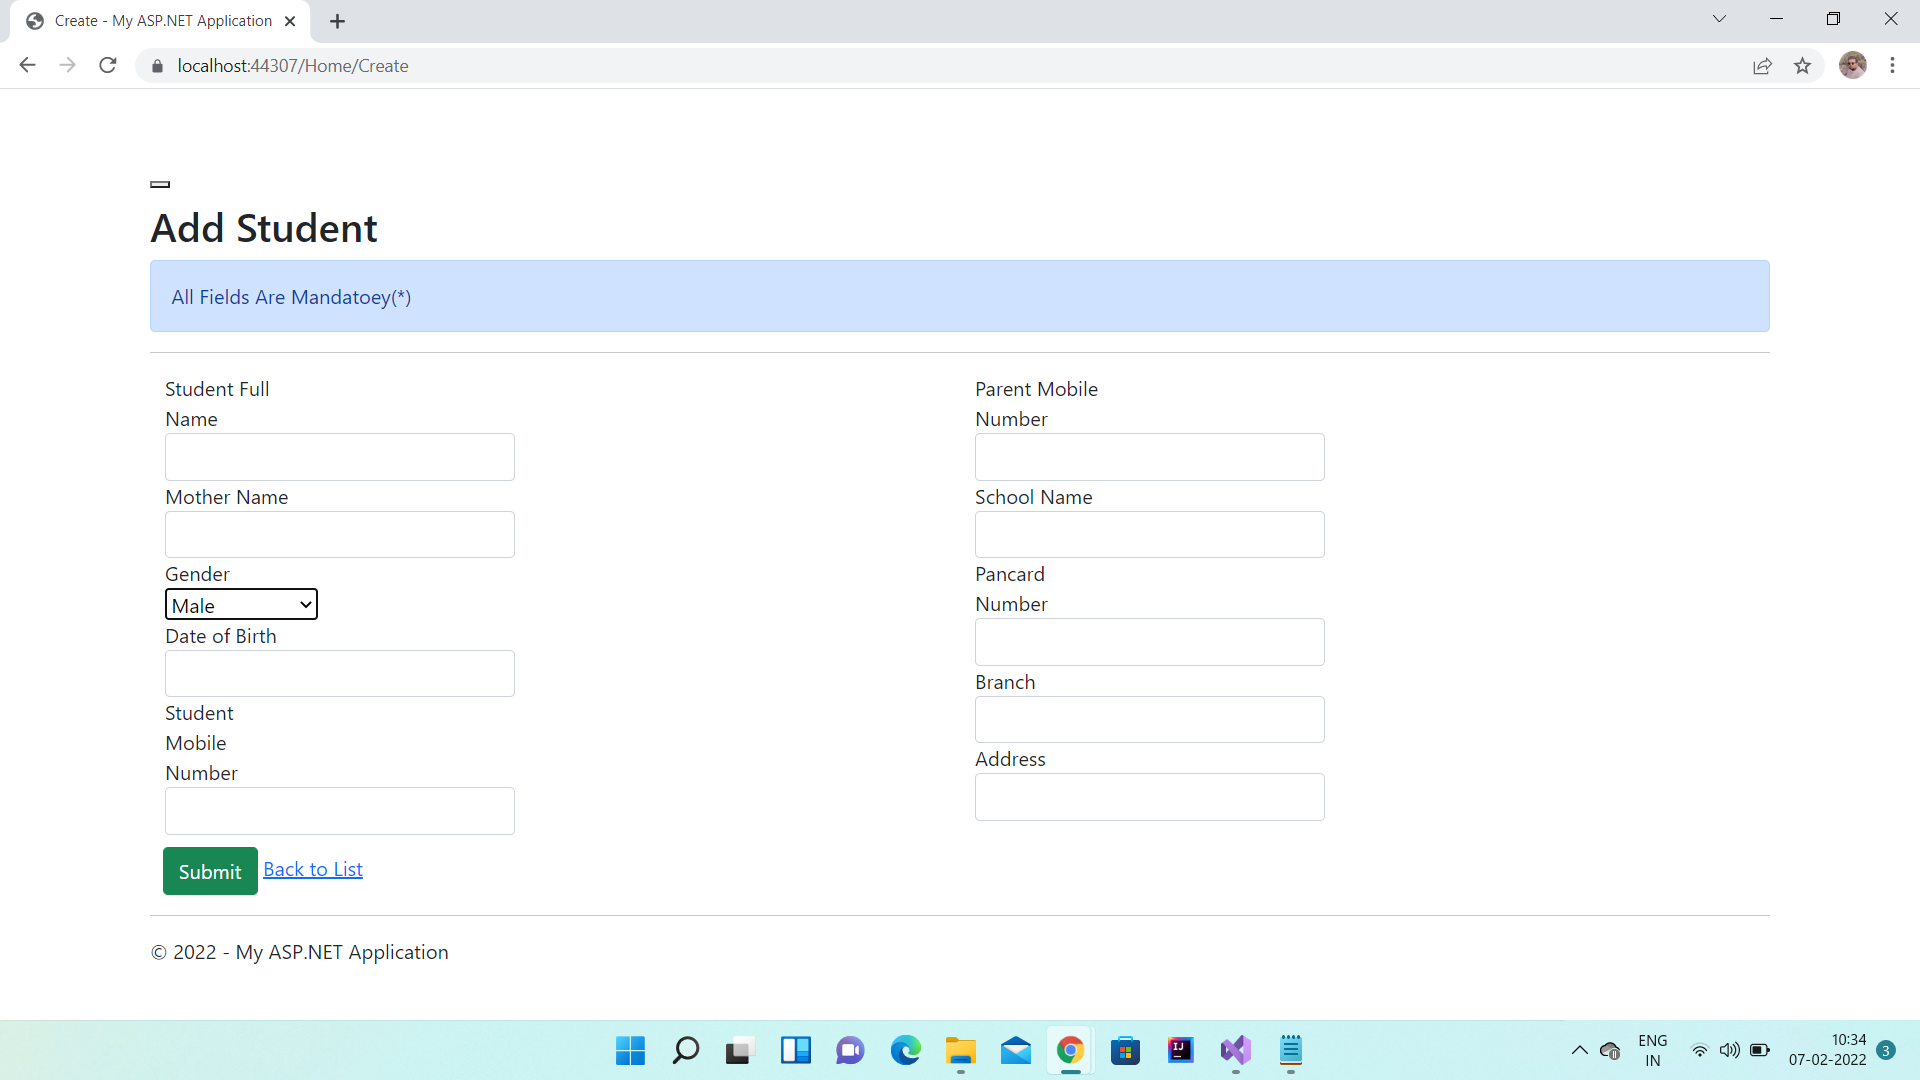 Create - My ASP.NET Application
localhost:44307/Home/Create
Add Student
All Fields Are Mandatoey(*)
Student Full
Name
Mother Name
Gender
Male
Date of Birth
Student
Mobile
Number
Parent Mobile
Number
School Name
Pancard
Number
Branch
Address
Submit Back to List
© 2022 - My ASP.NET Application
IJ
ENG
IN
10:34
07-02-2022
3